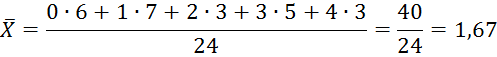 X̄ = (0 · 6 + 1 · 7 + 2 · 3 + 3 · 5 + 4 · 3) / 24 = 40 / 24 = 1,67